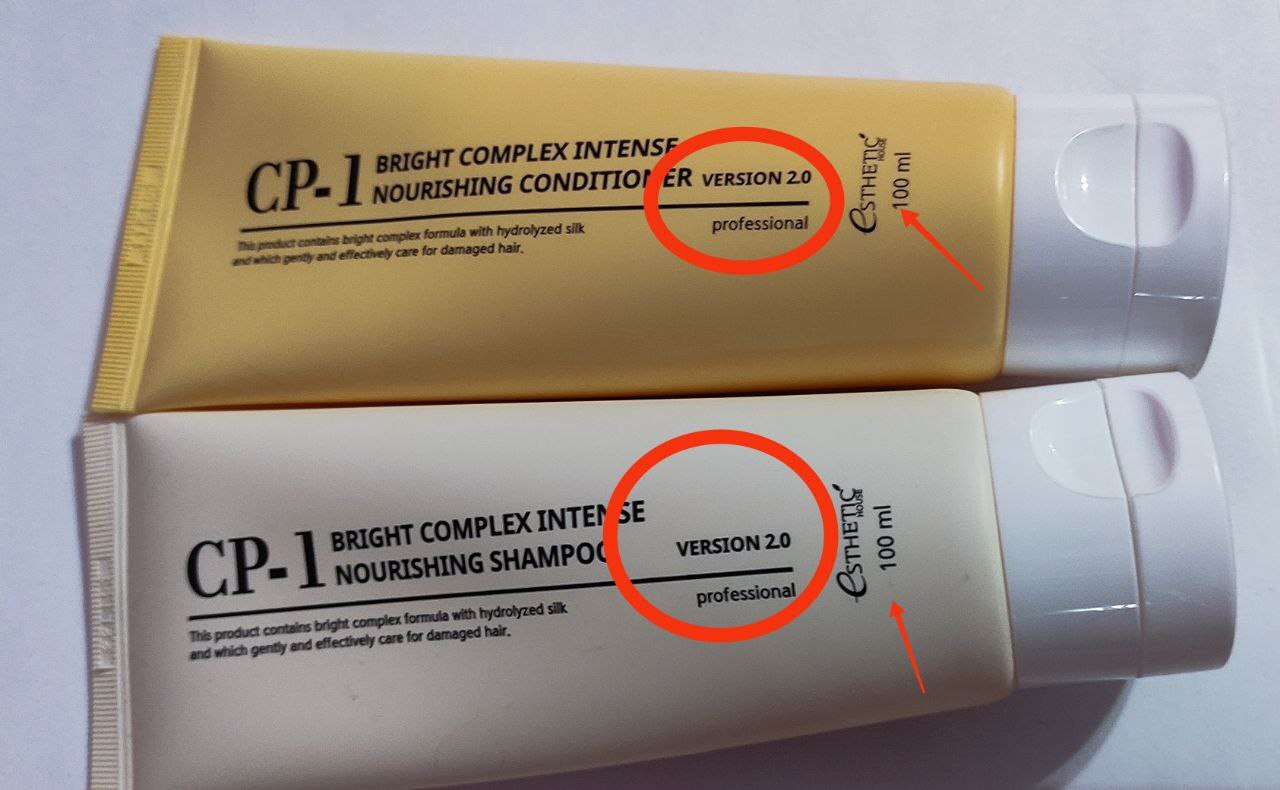 CP-1 BRIGHT COMPLEX INTENSE
NOURISHING CONDITIONER VERSION 2.0
professional
This product contains bright complex formula with hydrolyzed silk
and which gently and effectively care for damaged hair.
eSTHETIC HOUSE
100 ml
CP-1 BRIGHT COMPLEX INTENSE
NOURISHING SHAMPOO VERSION 2.0
professional
This product contains bright complex formula with hydrolyzed silk
and which gently and effectively care for damaged hair.
eSTHETIC HOUSE
100 ml